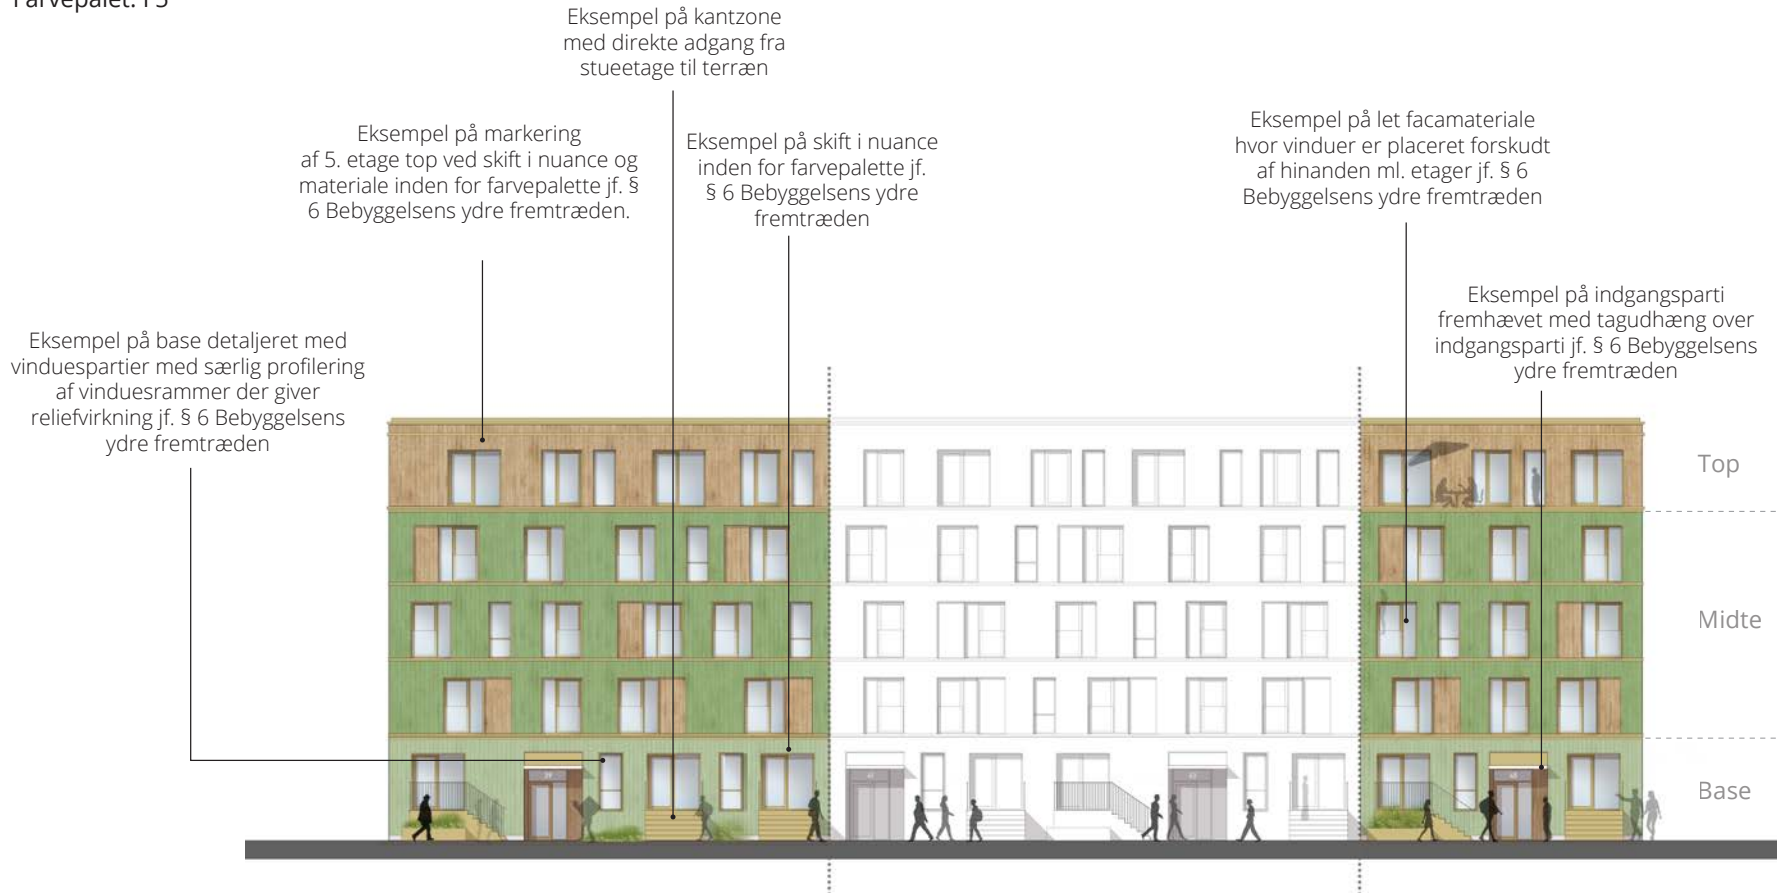 Farvepalet: F5
Eksempel på kantzone
med direkte adgang fra
stueetage til terræn
Eksempel på markering
af 5. etage top ved skift i nuance og
materiale inden for farvepalette jf. §
6 Bebyggelsens ydre fremtræden.
Eksempel på skift i nuance
inden for farvepalette jf.
§ 6 Bebyggelsens ydre
fremtræden
Eksempel på let facamateriale
hvor vinduer er placeret forskudt
af hinanden ml. etager jf. § 6
Bebyggelsens ydre fremtræden
Eksempel på indgangsparti
fremhævet med tagudhæng over
indgangsparti jf. § 6 Bebyggelsens
ydre fremtræden
Eksempel på base detaljeret med
vinduespartier med særlig profilering
af vinduesrammer der giver
reliefvirkning jf. § 6 Bebyggelsens
ydre fremtræden
Top
Midte
Base